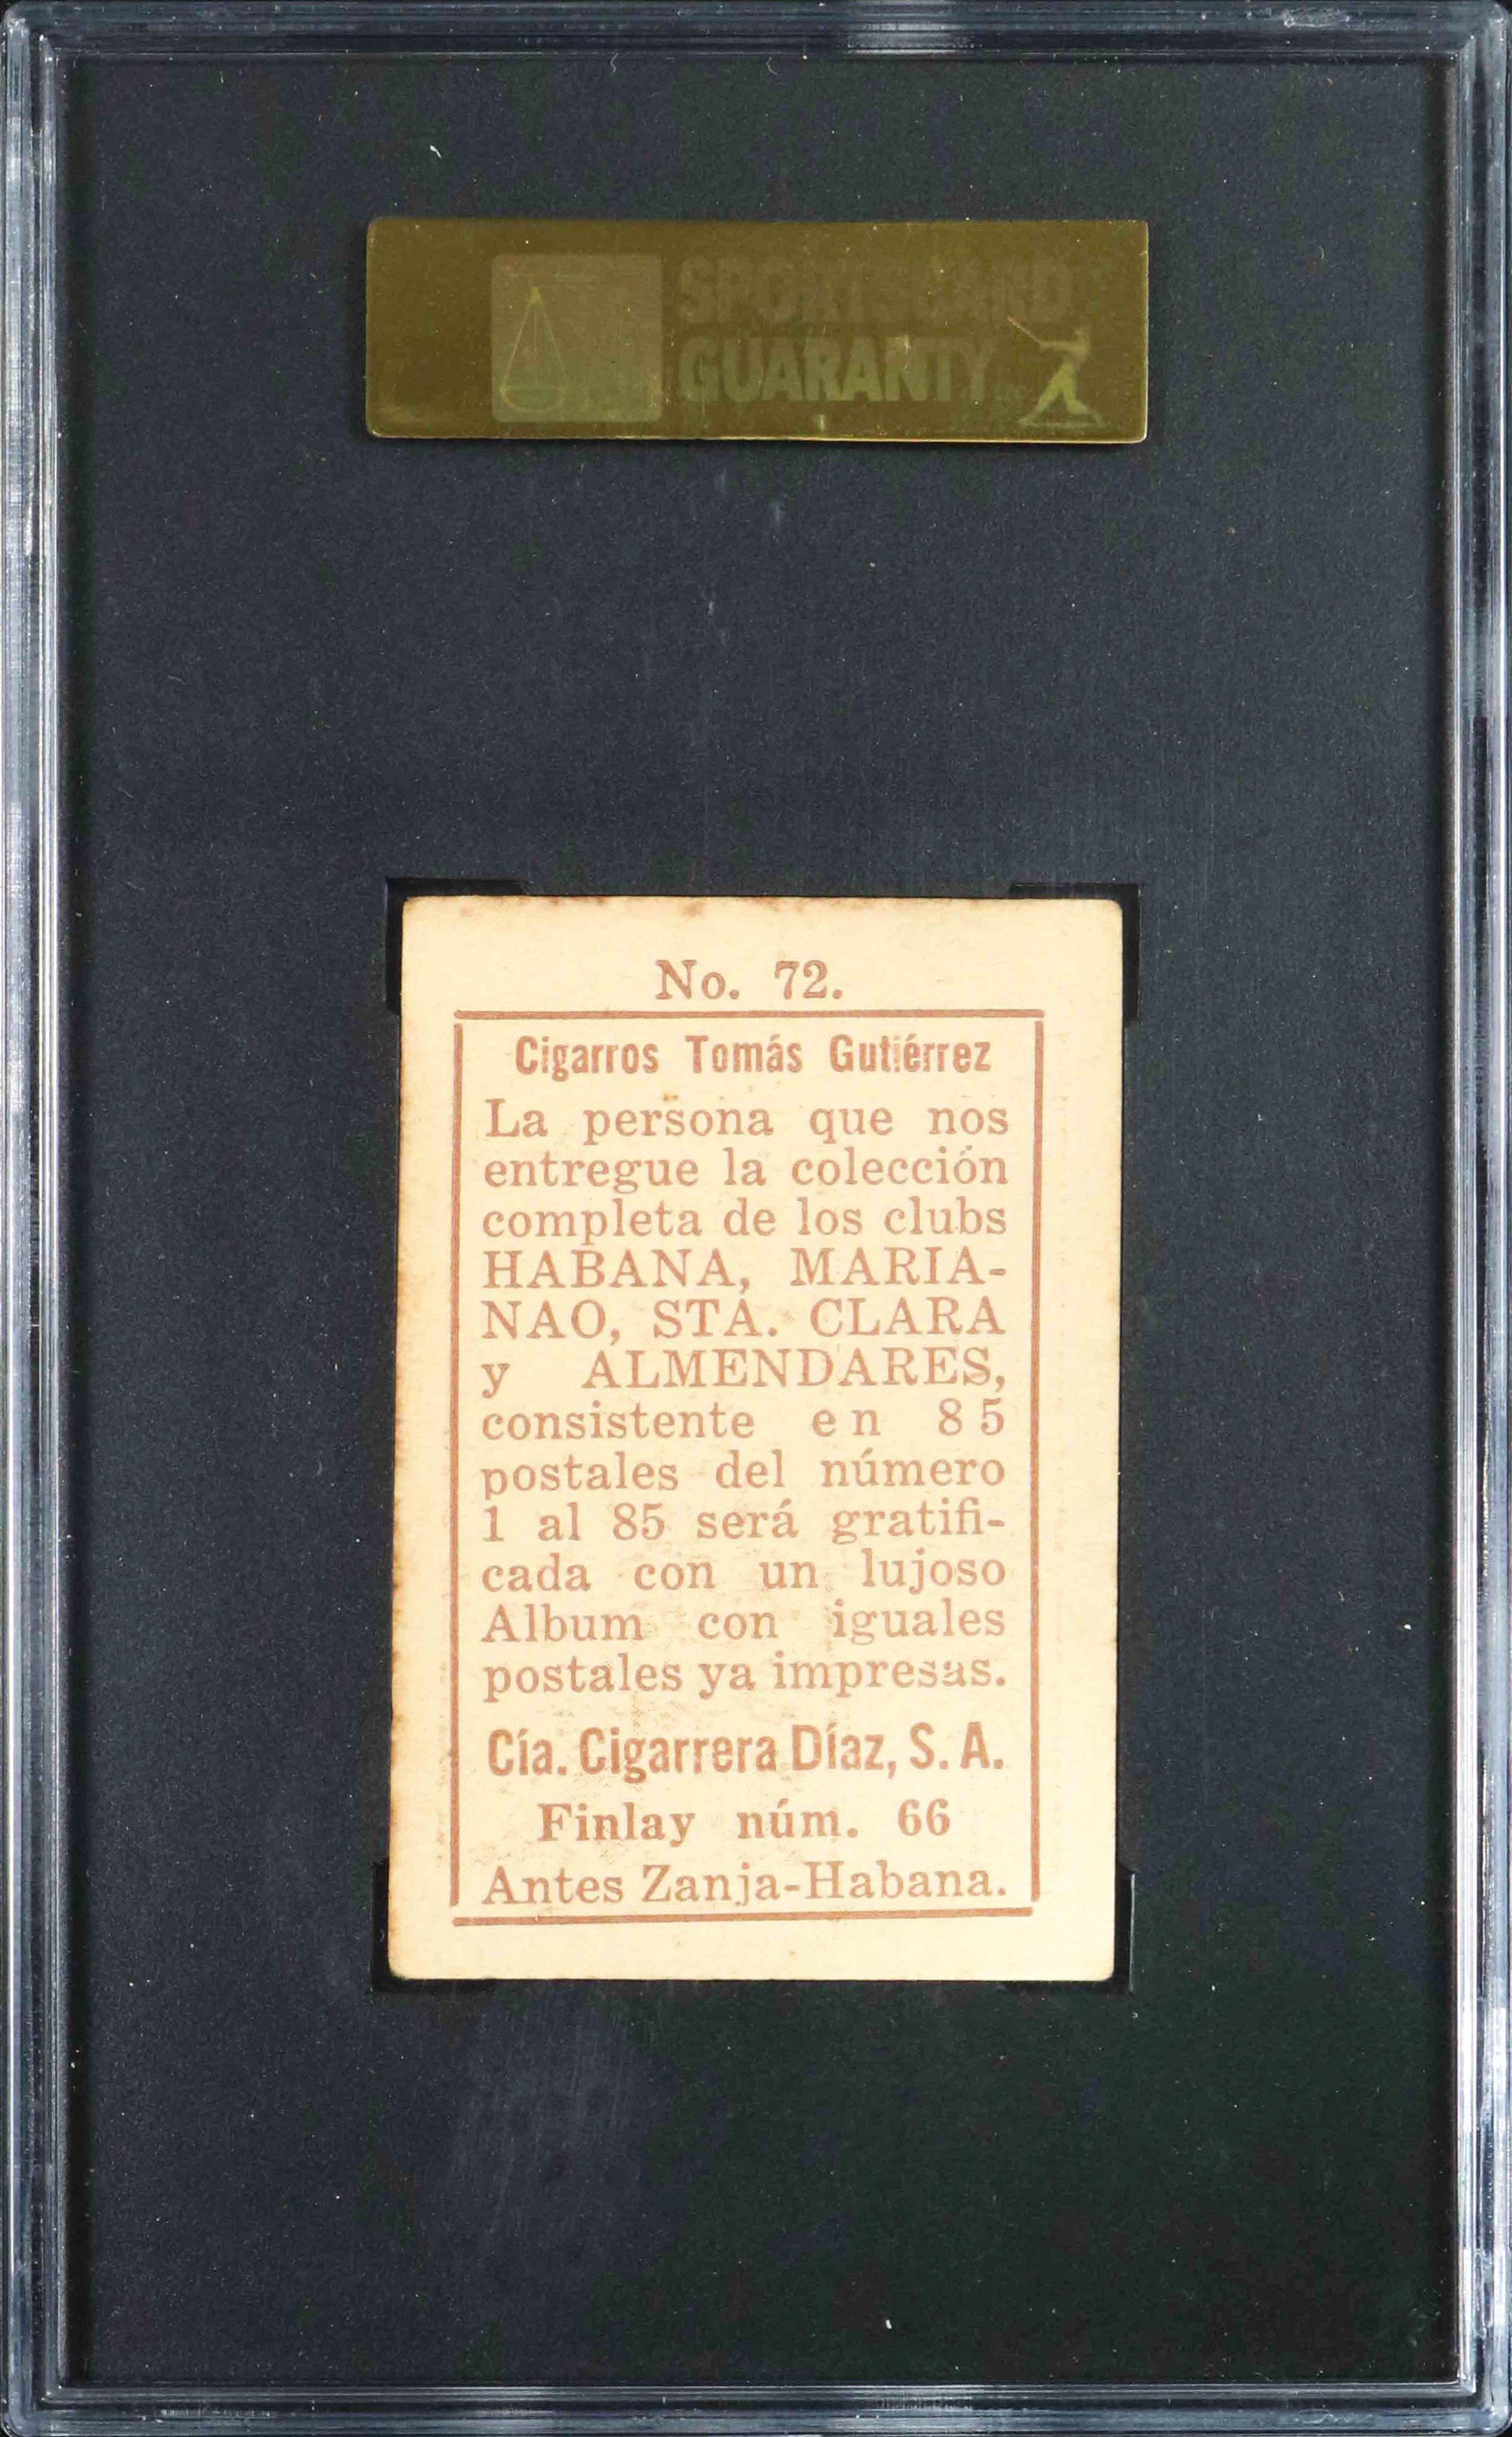 SPORTSCARD
GUARANTY
No. 72.
Cigarros Tomás Gutiérrez
La persona que nos
entregue la colección
completa de los clubs
HABANA, MARIA-
NAO, STA. CLARA
y ALMENDARES,
consistente en 85
postales del número
1 al 85 será gratifi-
cada con un lujoso
Album con iguales
postales ya impresas.
Cía. Cigarrera Díaz, S. A.
Finlay núm. 66
Antes Zanja-Habana.